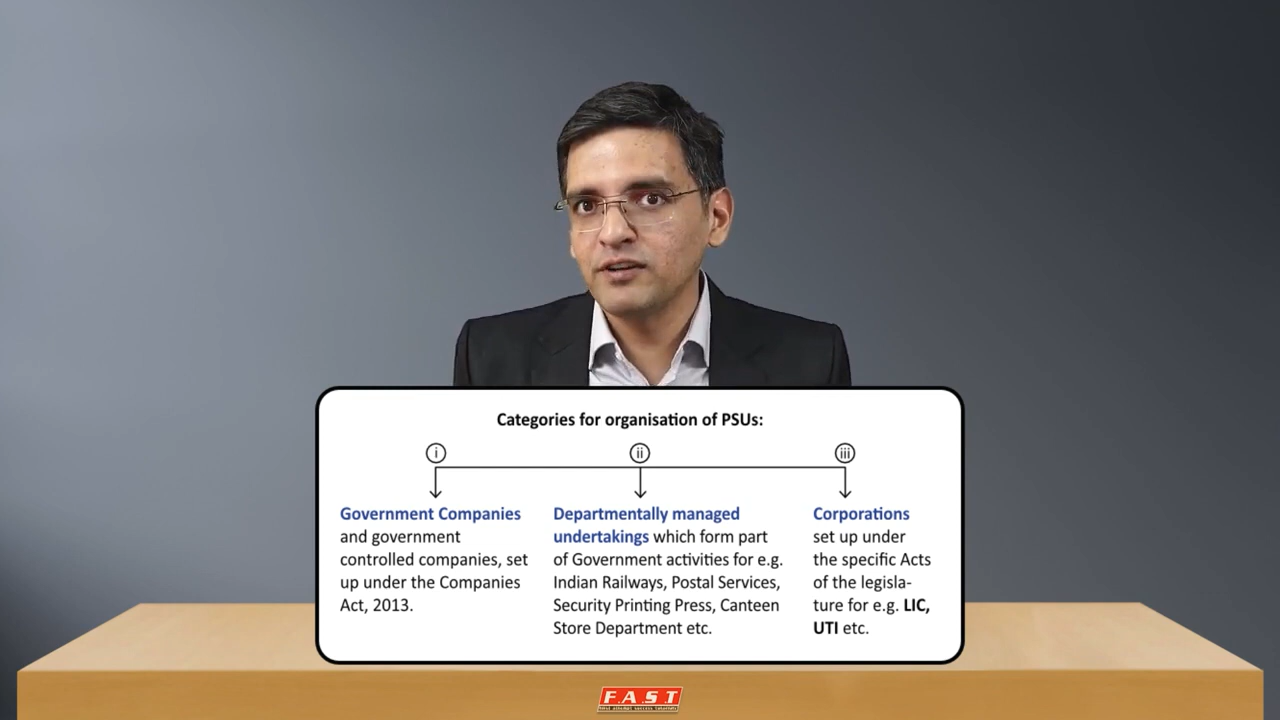 Categories for organisation of PSUs:
i
ii
iii
Government Companies
and government
controlled companies, set
up under the Companies
Act, 2013.
Departmentally managed
undertakings which form part
of Government activities for e.g.
Indian Railways, Postal Services,
Security Printing Press, Canteen
Store Department etc.
Corporations
set up under
the specific Acts
of the legisla-
ture for e.g. LIC,
UTI etc.
F.A.S.T